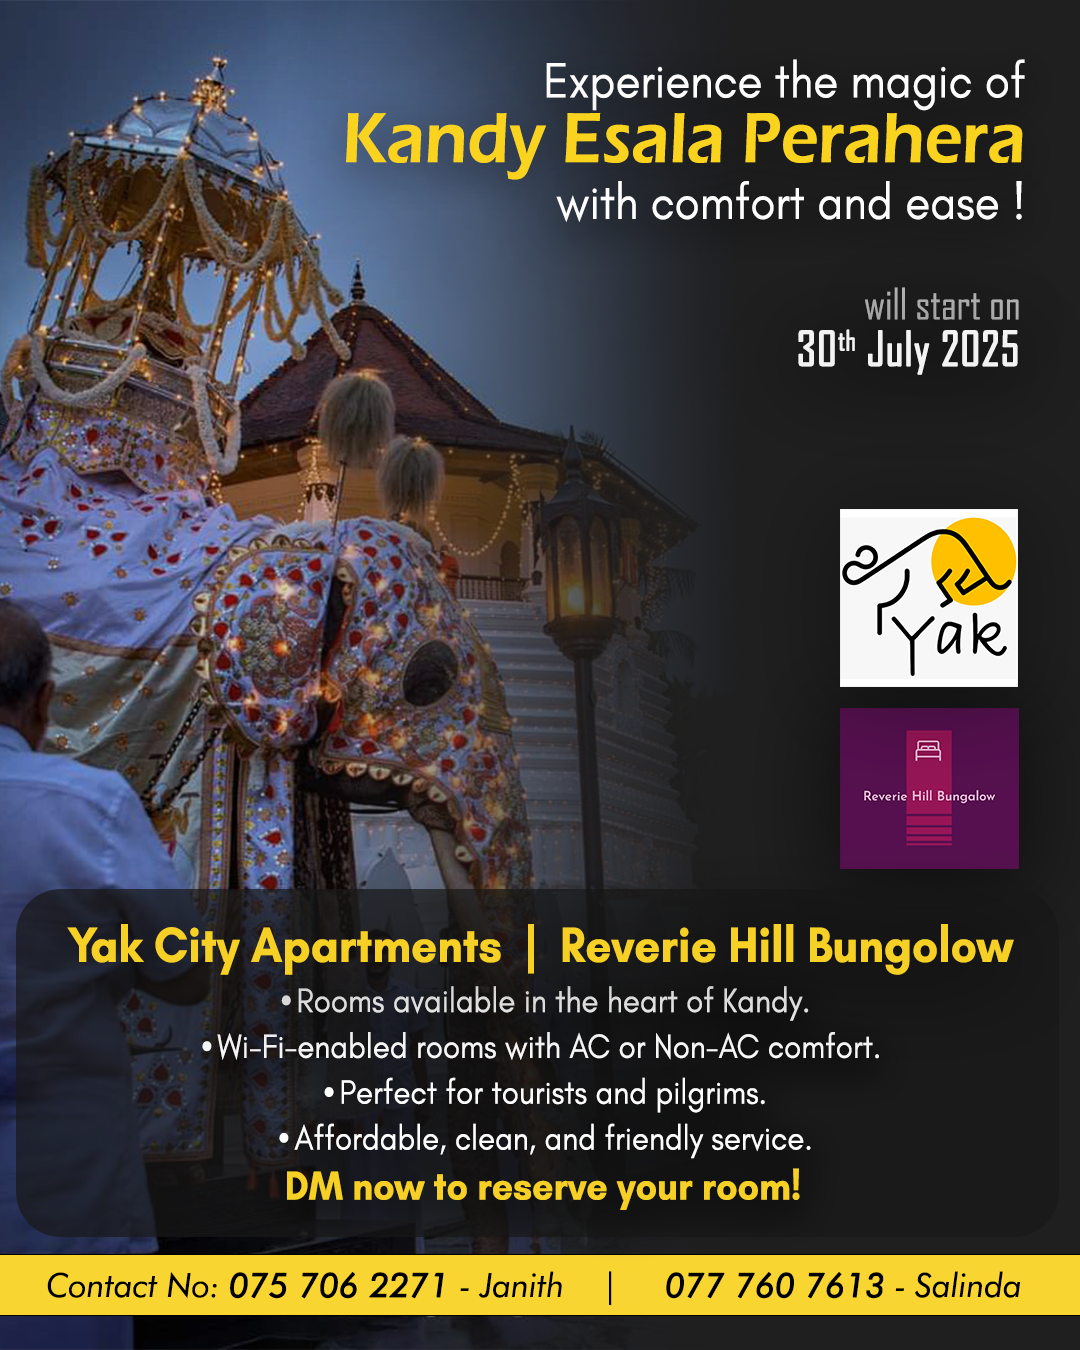 Experience the magic of
Kandy Esala Perahera
with comfort and ease !
will start on
30th July 2025
Yak
Reverie Hill Bungalow
Yak City Apartments | Reverie Hill Bungolow
•Rooms available in the heart of Kandy.
•Wi-Fi-enabled rooms with AC or Non-AC comfort.
•Perfect for tourists and pilgrims.
•Affordable, clean, and friendly service.
DM now to reserve your room!
Contact No: 075 706 2271 - Janith | 077 760 7613 - Salinda